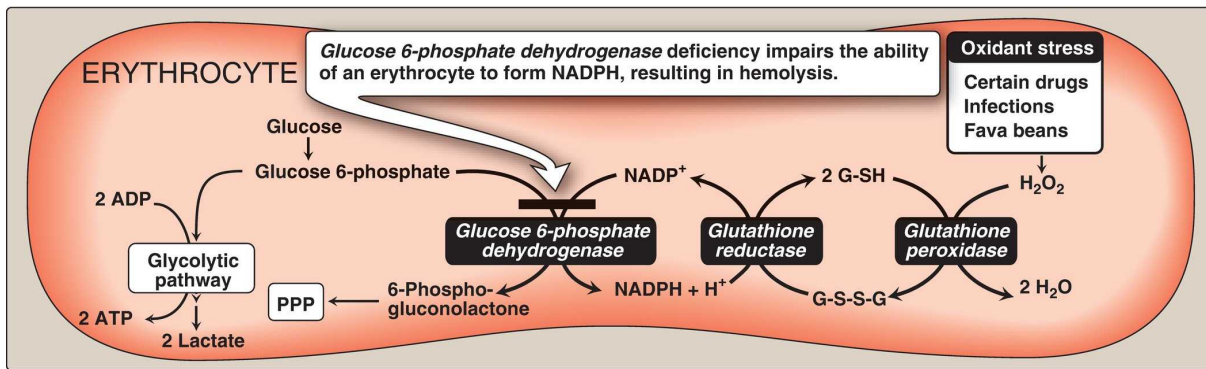 Glucose 6-phosphate dehydrogenase deficiency impairs the ability
of an erythrocyte to form NADPH, resulting in hemolysis.
Oxidant stress
Certain drugs
Infections
Fava beans
ERYTHROCYTE
Glucose
Glucose 6-phosphate
NADP⁺
2 G-SH
H₂O₂
2 ADP
Glucose 6-phosphate
dehydrogenase
Glutathione
reductase
Glutathione
peroxidase
Glycolytic
pathway
PPP
6-Phospho-
gluconolactone
NADPH + H⁺
G-S-S-G
2 H₂O
2 ATP
2 Lactate